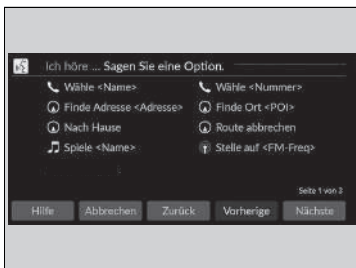 Ich höre ... Sagen Sie eine Option.
Wähle <Name>
Wähle <Nummer>
Finde Adresse <Adresse>
Finde Ort <POI>
Nach Hause
Route abbrechen
Spiele <Name>
Stelle auf <FM-Freq>
Seite 1 von 3
Hilfe
Abbrechen
Zurück
Vorherige
Nächste